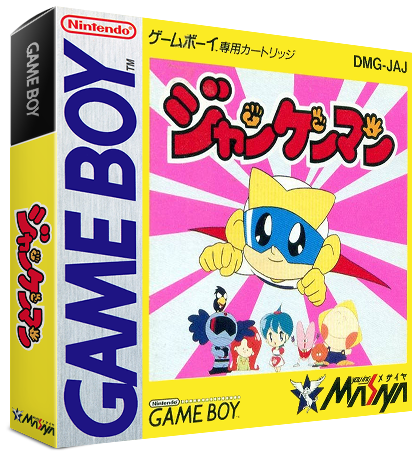 GAME BOY
ジャンケンマン
Nintendo
GAME BOY
TM
ゲームボーイ専用カートリッジ
DMG-JAJ
ジャンケンマン
Nintendo
GAME BOY
メサイヤ
MASAYA